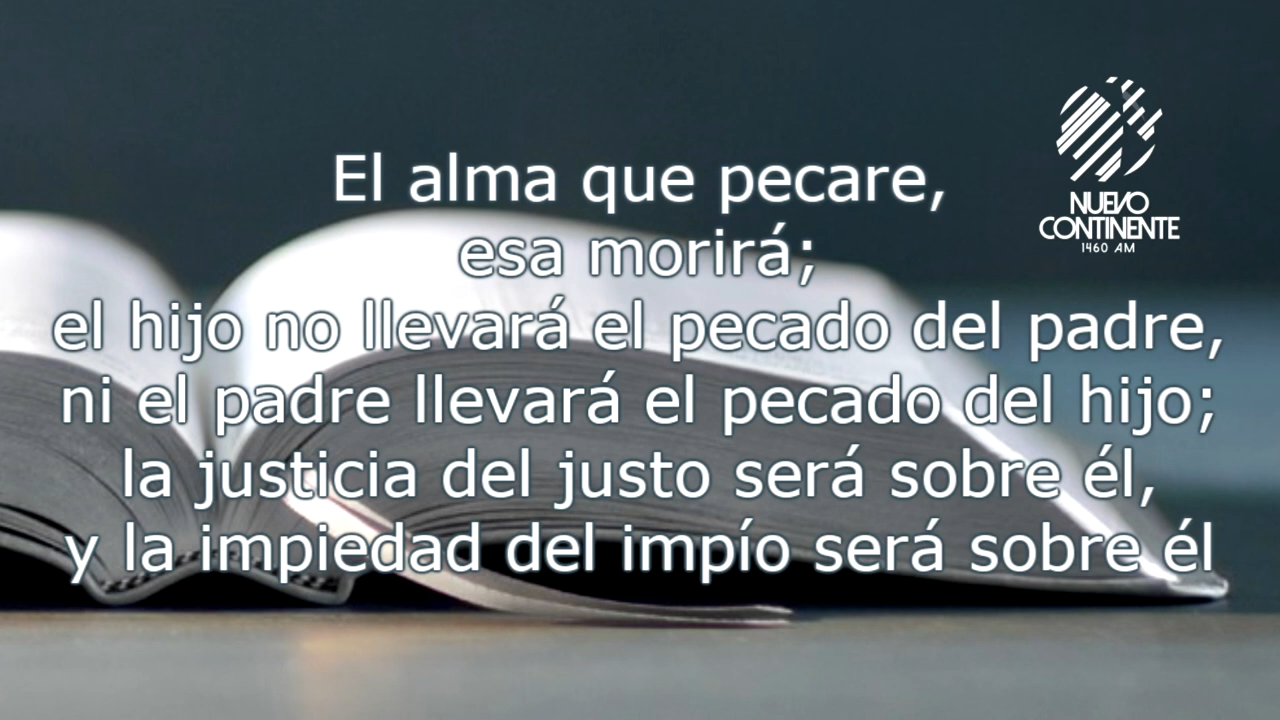 El alma que pecare,
esa morirá;
el hijo no llevará el pecado del padre,
ni el padre llevará el pecado del hijo;
la justicia del justo será sobre él,
y la impiedad del impío será sobre él
NUEVO
CONTINENTE
1460 AM